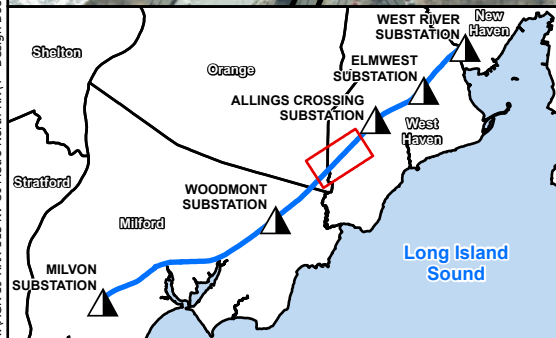 WEST RIVER
SUBSTATION
New
Haven
Shelton
Orange
ELMWEST
SUBSTATION
ALLINGS CROSSING
SUBSTATION
West
Haven
Stratford
WOODMONT
SUBSTATION
Milford
Long Island
Sound
MILVON
SUBSTATION